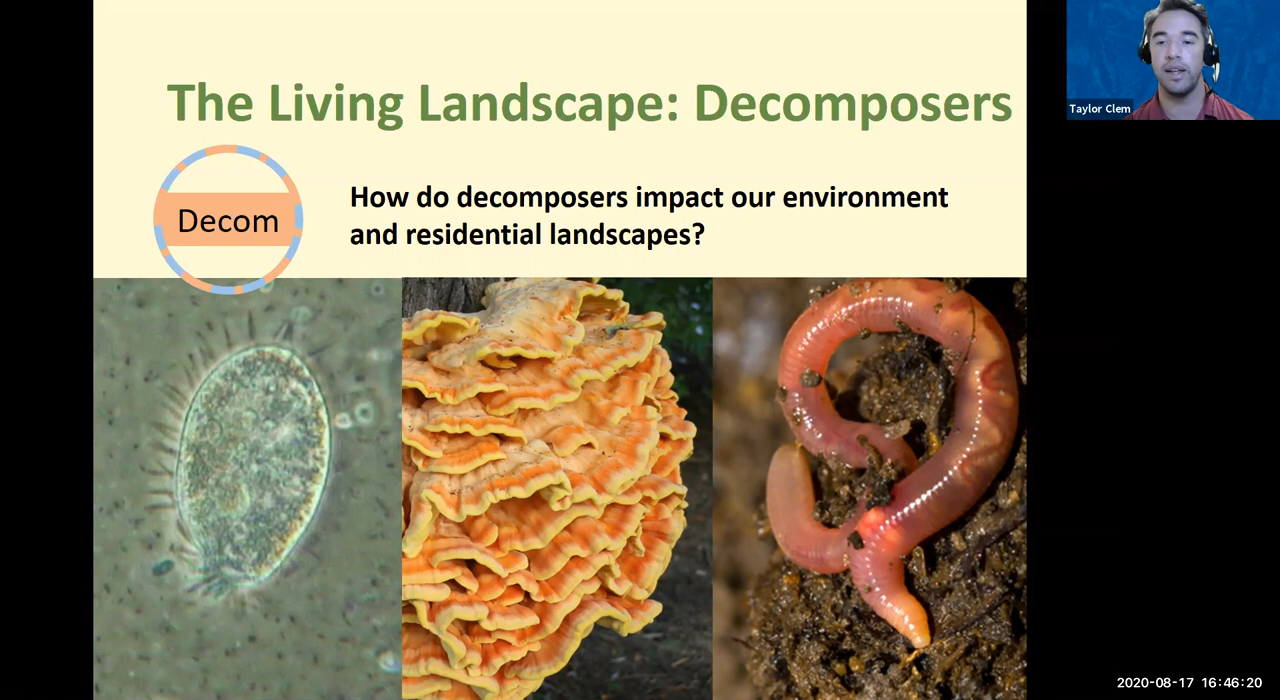 The Living Landscape: Decomposers
Decom
How do decomposers impact our environment
and residential landscapes?
Taylor Clem
2020-08-17 16:46:20